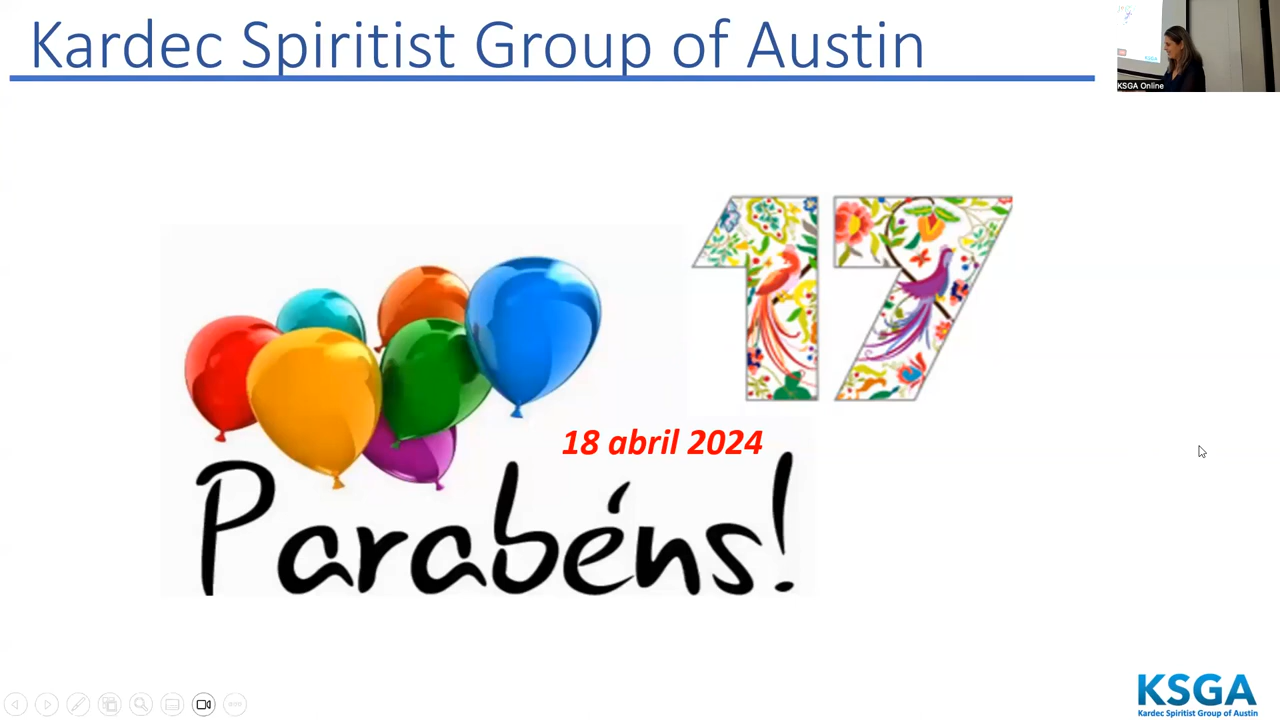 Kardec Spiritist Group of Austin
KSGA Online
17
18 abril 2024
Parabéns!
KSGA
Kardec Spiritist Group of Austin